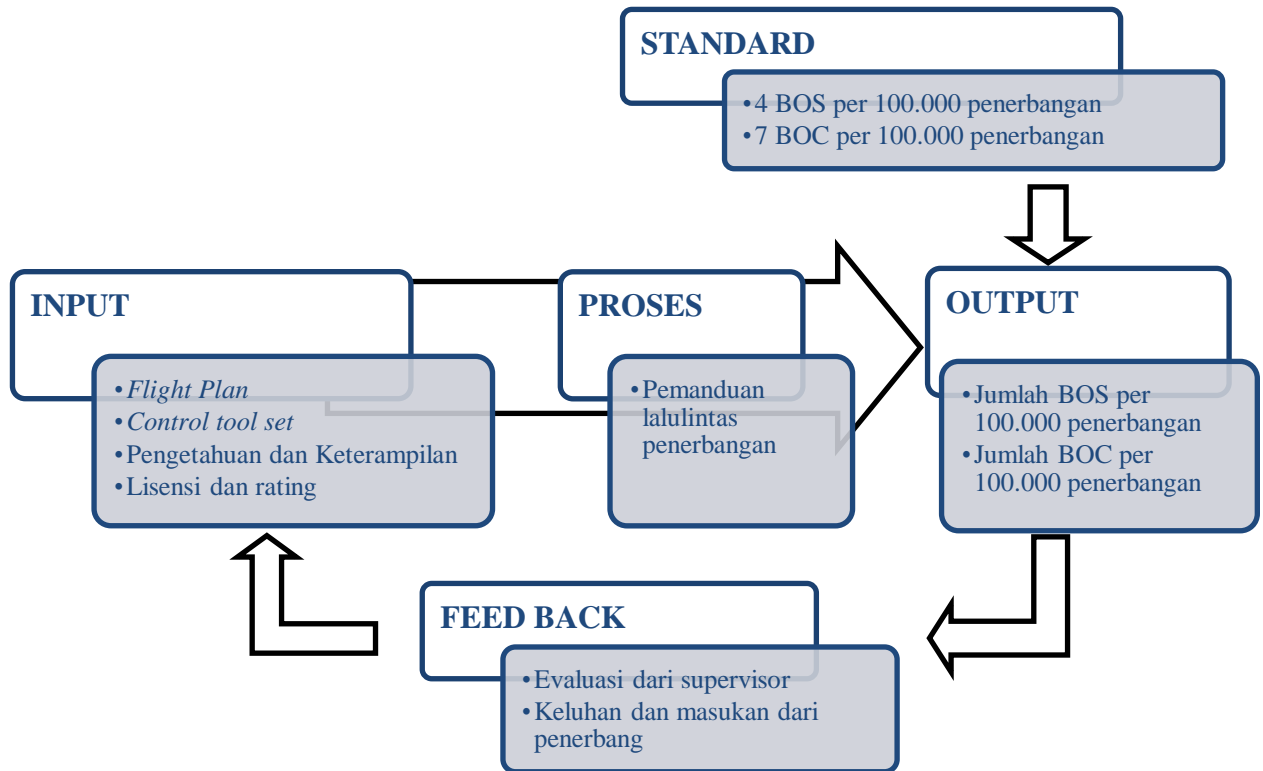 STANDARD
•4 BOS per 100.000 penerbangan
•7 BOC per 100.000 penerbangan
INPUT
•Flight Plan
•Control tool set
•Pengetahuan dan Keterampilan
•Lisensi dan rating
PROSES
•Pemanduan
lalulintas
penerbangan
OUTPUT
•Jumlah BOS per
100.000 penerbangan
•Jumlah BOC per
100.000 penerbangan
FEED BACK
•Evaluasi dari supervisor
•Keluhan dan masukan dari
penerbang